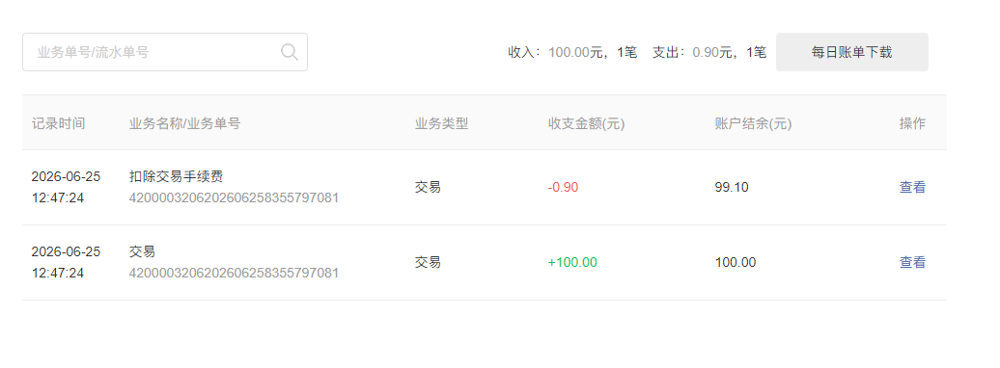 业务单号/流水单号
收入：100.00元，1笔 支出：0.90元，1笔 每日账单下载
记录时间 业务名称/业务单号 业务类型 收支金额(元) 账户结余(元) 操作
2026-06-25 12:47:24 扣除交易手续费 4200003206202606258355797081 交易 -0.90 99.10 查看
2026-06-25 12:47:24 交易 4200003206202606258355797081 交易 +100.00 100.00 查看